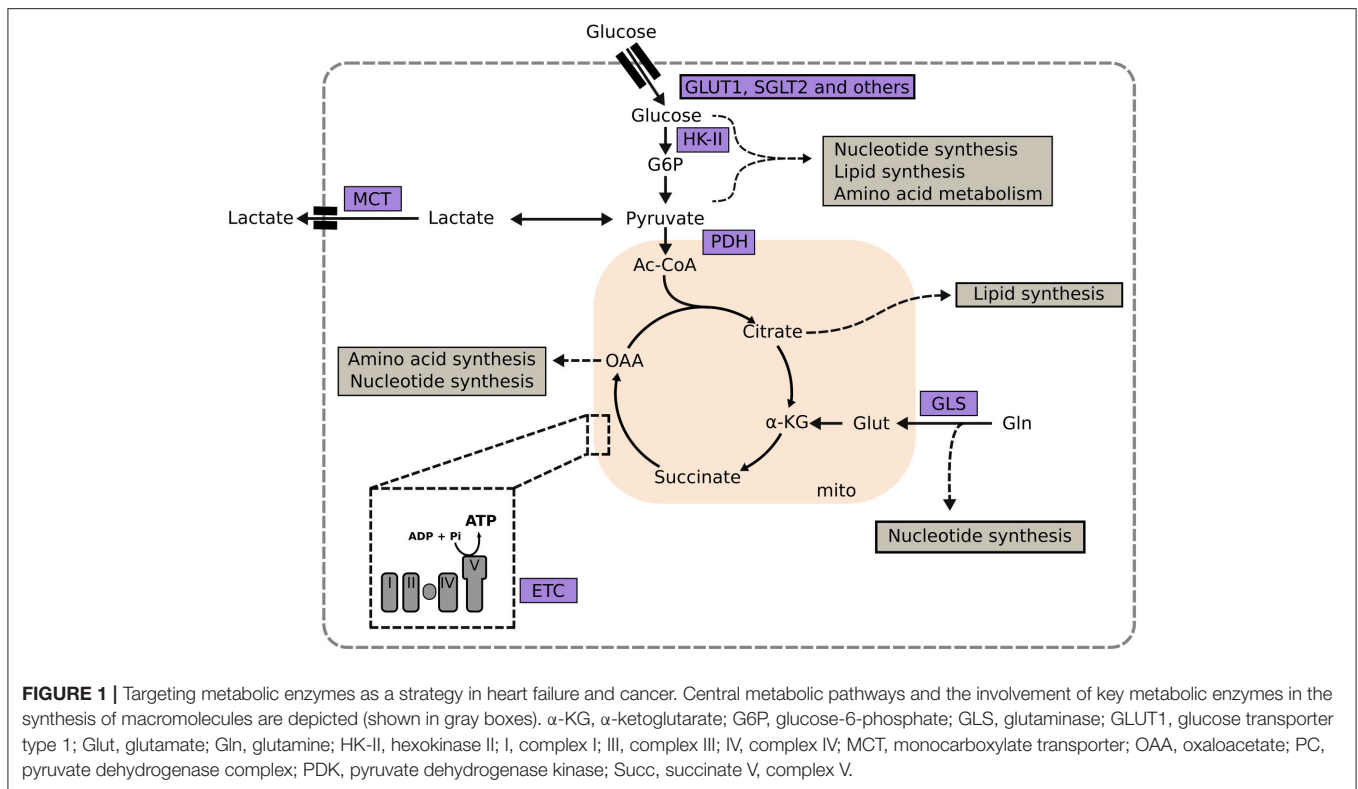 Glucose
GLUT1, SGLT2 and others
Glucose
HK-II
G6P
Nucleotide synthesis
Lipid synthesis
Amino acid metabolism
MCT
Lactate
Lactate
Pyruvate
PDH
Ac-CoA
Lipid synthesis
Citrate
Amino acid synthesis
Nucleotide synthesis
OAA
GLS
α-KG
Glut
Gln
Succinate
mito
Nucleotide synthesis
ATP
ADP + Pi
I
II
IV
V
ETC
FIGURE 1 | Targeting metabolic enzymes as a strategy in heart failure and cancer. Central metabolic pathways and the involvement of key metabolic enzymes in the
synthesis of macromolecules are depicted (shown in gray boxes). α-KG, α-ketoglutarate; G6P, glucose-6-phosphate; GLS, glutaminase; GLUT1, glucose transporter
type 1; Glut, glutamate; Gln, glutamine; HK-II, hexokinase II; I, complex I; III, complex III; IV, complex IV; MCT, monocarboxylate transporter; OAA, oxaloacetate; PC,
pyruvate dehydrogenase complex; PDK, pyruvate dehydrogenase kinase; Succ, succinate V, complex V.